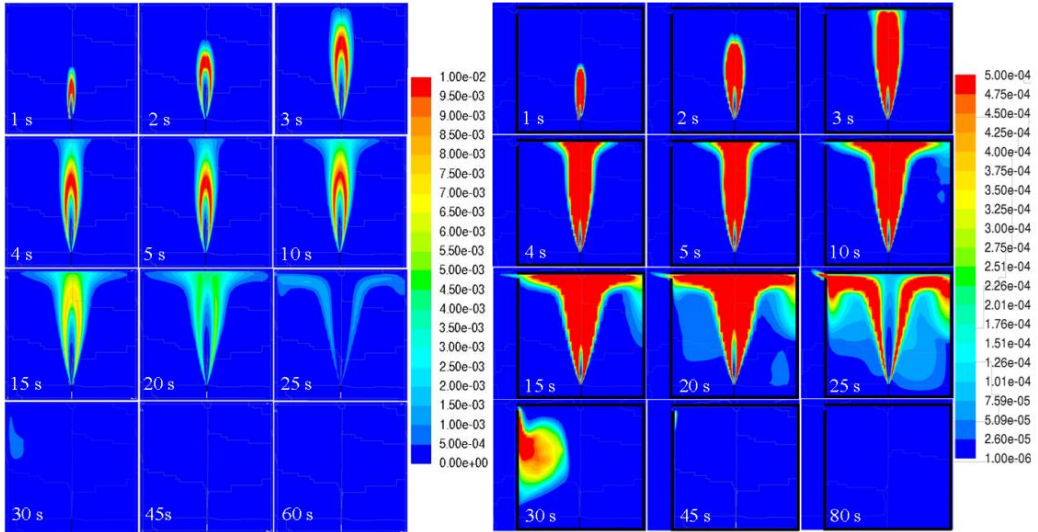 1 s
2 s
3 s
4 s
5 s
10 s
15 s
20 s
25 s
30 s
45s
60 s
1.00e-02
9.50e-03
9.00e-03
8.50e-03
8.00e-03
7.50e-03
7.00e-03
6.50e-03
6.00e-03
5.50e-03
5.00e-03
4.50e-03
4.00e-03
3.50e-03
3.00e-03
2.50e-03
2.00e-03
1.50e-03
1.00e-03
5.00e-04
0.00e+00
1 s
2 s
3 s
4 s
5 s
10 s
15 s
20 s
25 s
30 s
45 s
80 s
5.00e-04
4.75e-04
4.50e-04
4.25e-04
4.00e-04
3.75e-04
3.50e-04
3.25e-04
3.00e-04
2.75e-04
2.51e-04
2.26e-04
2.01e-04
1.76e-04
1.51e-04
1.26e-04
1.01e-04
7.59e-05
5.09e-05
2.60e-05
1.00e-06